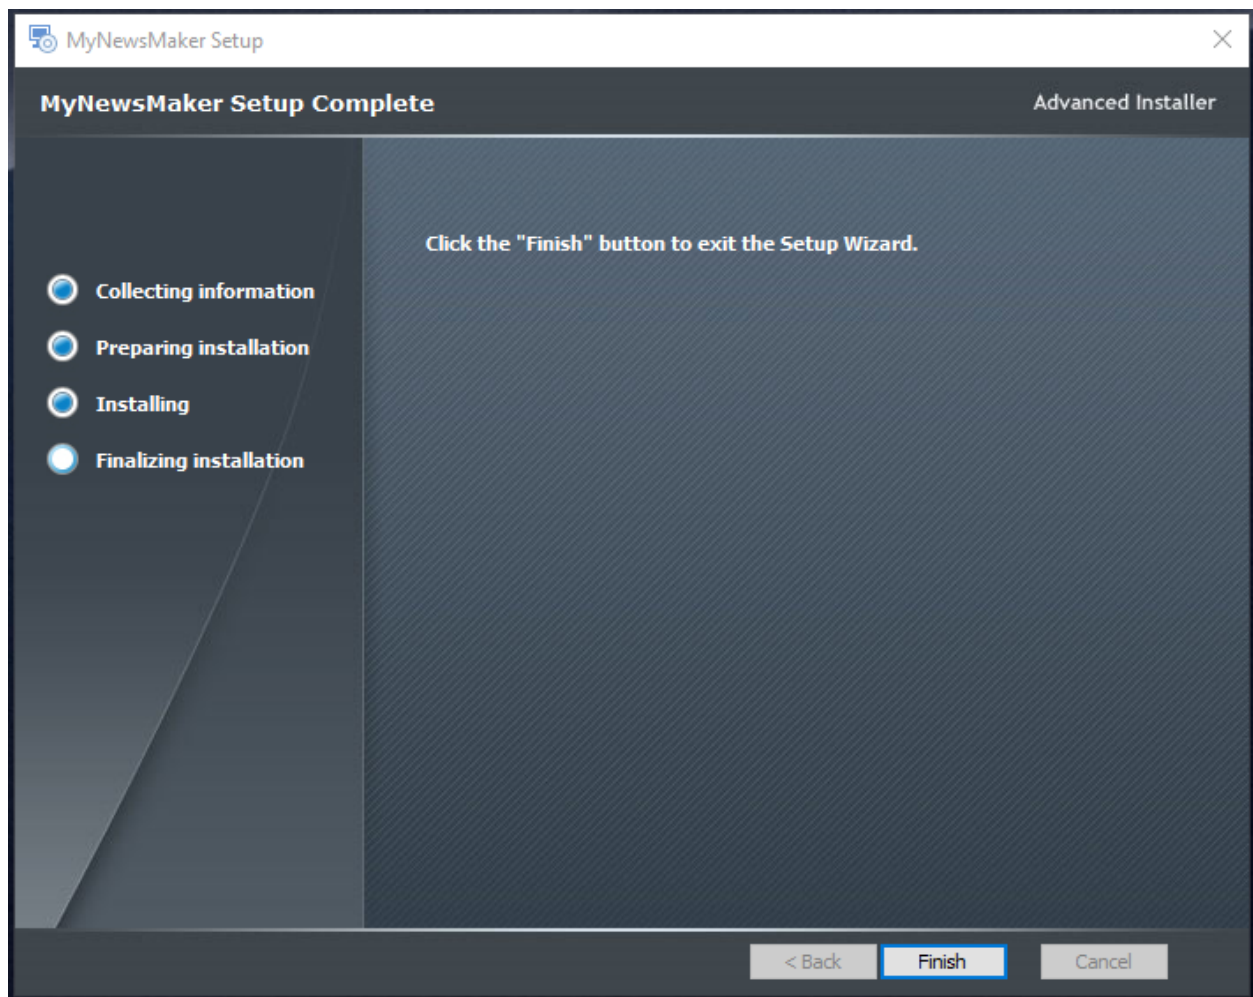 MyNewsMaker Setup
MyNewsMaker Setup Complete
Advanced Installer
Click the "Finish" button to exit the Setup Wizard.
Collecting information
Preparing installation
Installing
Finalizing installation
< Back
Finish
Cancel